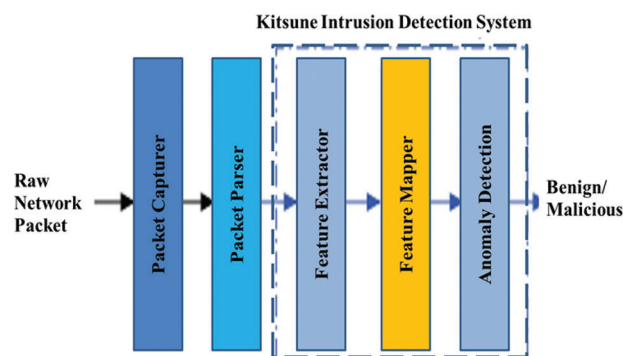 Kitsune Intrusion Detection System
Raw
Network
Packet
Packet Capturer
Packet Parser
Feature Extractor
Feature Mapper
Anomaly Detection
Benign/
Malicious